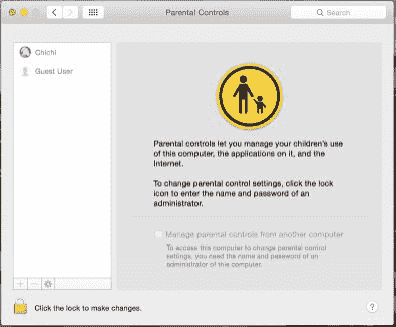 Parental Controls
Search
Chichi
Guest User
Parental controls let you manage your children's use
of this computer, the applications on it, and the
Internet.
To change parental control settings, click the lock
icon to enter the name and password of an
administrator.
Manage parental controls from another computer
To access this computer to change parental control
settings, you need the name and password of an
administrator of this computer.
+ −
Click the lock to make changes.
?